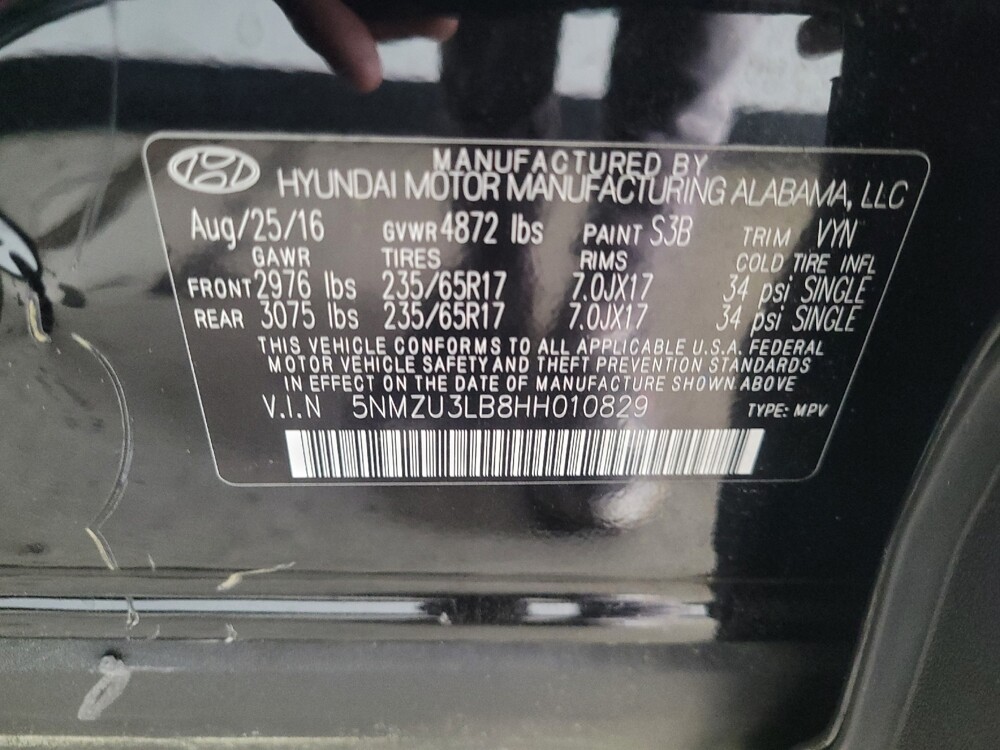 MANUFACTURED BY
HYUNDAI MOTOR MANUFACTURING ALABAMA, LLC
Aug/25/16 GVWR 4872 lbs PAINT S3B TRIM VYN
GAWR TIRES RIMS COLD TIRE INFL
FRONT 2976 lbs 235/65R17 7.0JX17 34 psi SINGLE
REAR 3075 lbs 235/65R17 7.0JX17 34 psi SINGLE
THIS VEHICLE CONFORMS TO ALL APPLICABLE U.S.A. FEDERAL
MOTOR VEHICLE SAFETY AND THEFT PREVENTION STANDARDS
IN EFFECT ON THE DATE OF MANUFACTURE SHOWN ABOVE
V.I.N 5NMZU3LB8HH010829 TYPE: MPV